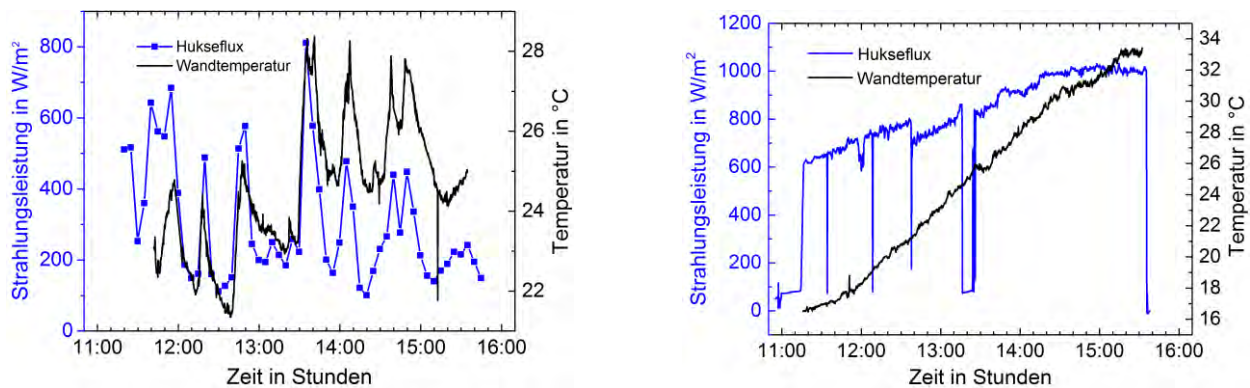 Strahlungsleistung in W/m²
800
600
400
200
0
Hukseflux
Wandtemperatur
28
26
24
22
Temperatur in °C
11:00 12:00 13:00 14:00 15:00 16:00
Zeit in Stunden
Strahlungsleistung in W/m²
1200
1000
800
600
400
200
0
Hukseflux
Wandtemperatur
34
32
30
28
26
24
22
20
18
16
Temperatur in °C
11:00 12:00 13:00 14:00 15:00 16:00
Zeit in Stunden